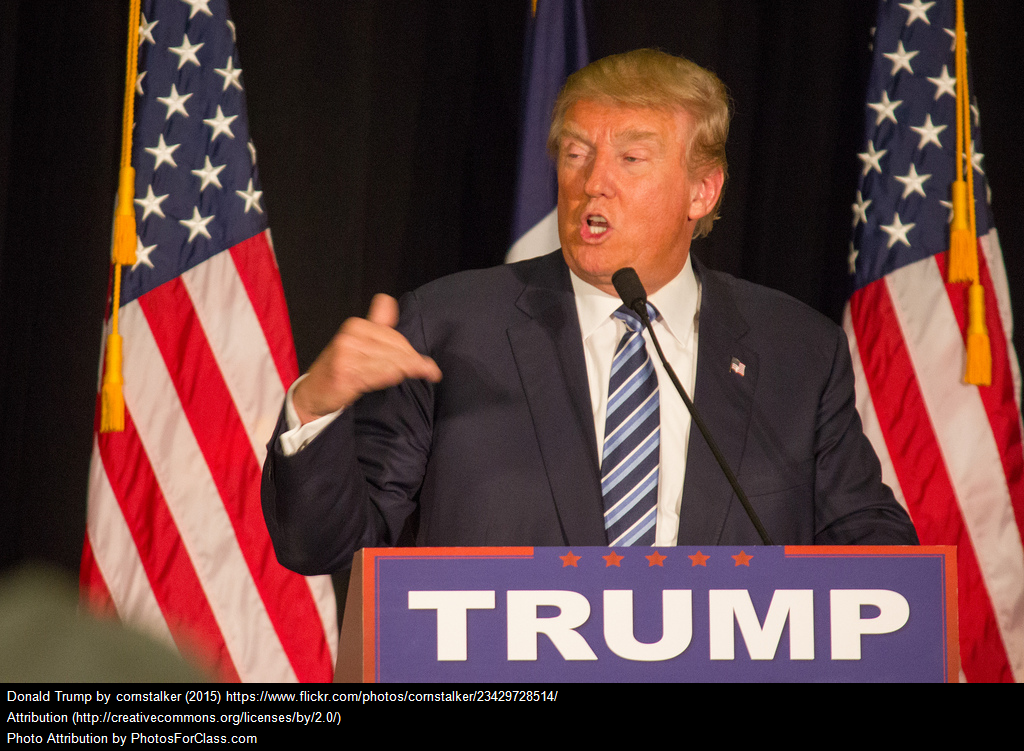 TRUMP
Donald Trump by cornstalker (2015) https://www.flickr.com/photos/cornstalker/23429728514/
Attribution (http://creativecommons.org/licenses/by/2.0/)
Photo Attribution by PhotosForClass.com